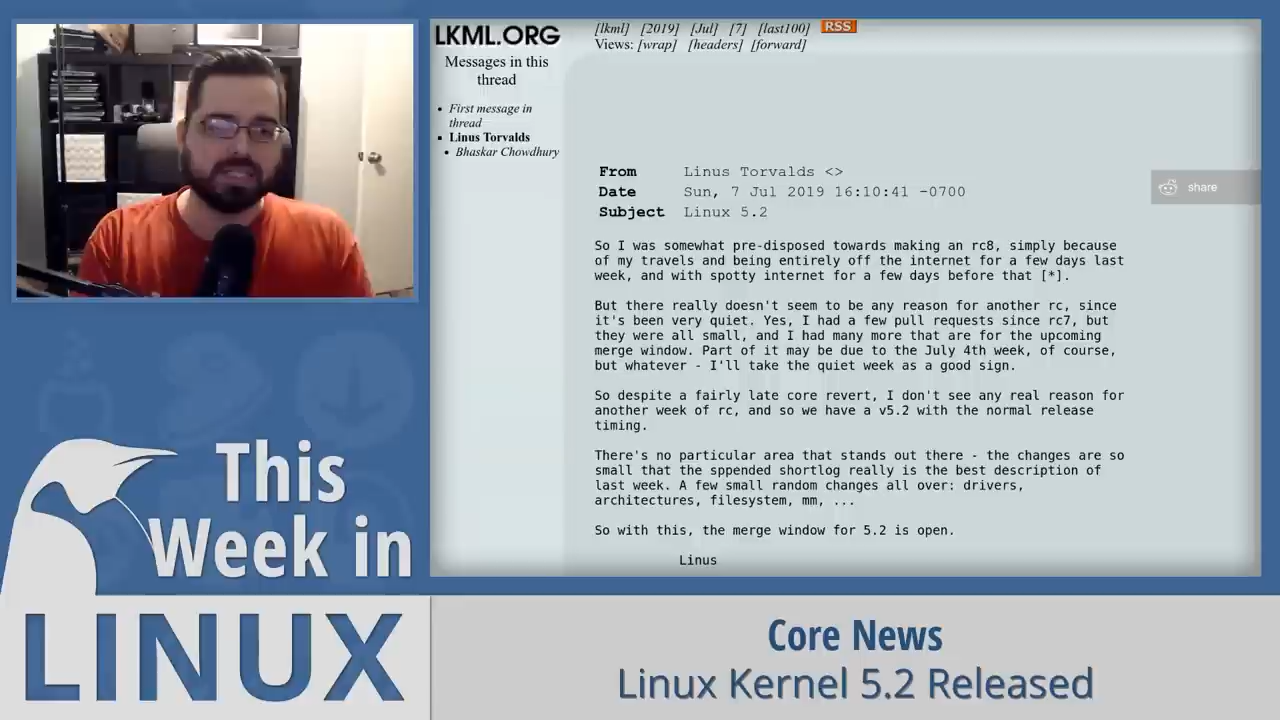 LKML.ORG
Messages in this
thread
First message in
thread
Linus Torvalds
Bhaskar Chowdhury
[lkml] [2019] [Jul] [7] [last100] RSS
Views: [wrap] [headers] [forward]
From Linus Torvalds <>
Date Sun, 7 Jul 2019 16:10:41 -0700
Subject Linux 5.2
share
So I was somewhat pre-disposed towards making an rc8, simply because
of my travels and being entirely off the internet for a few days last
week, and with spotty internet for a few days before that [*].
But there really doesn't seem to be any reason for another rc, since
it's been very quiet. Yes, I had a few pull requests since rc7, but
they were all small, and I had many more that are for the upcoming
merge window. Part of it may be due to the July 4th week, of course,
but whatever - I'll take the quiet week as a good sign.
So despite a fairly late core revert, I don't see any real reason for
another week of rc, and so we have a v5.2 with the normal release
timing.
There's no particular area that stands out there - the changes are so
small that the sppended shortlog really is the best description of
last week. A few small random changes all over: drivers,
architectures, filesystem, mm, ...
So with this, the merge window for 5.2 is open.
Linus
This
Week in
LINUX
Core News
Linux Kernel 5.2 Released